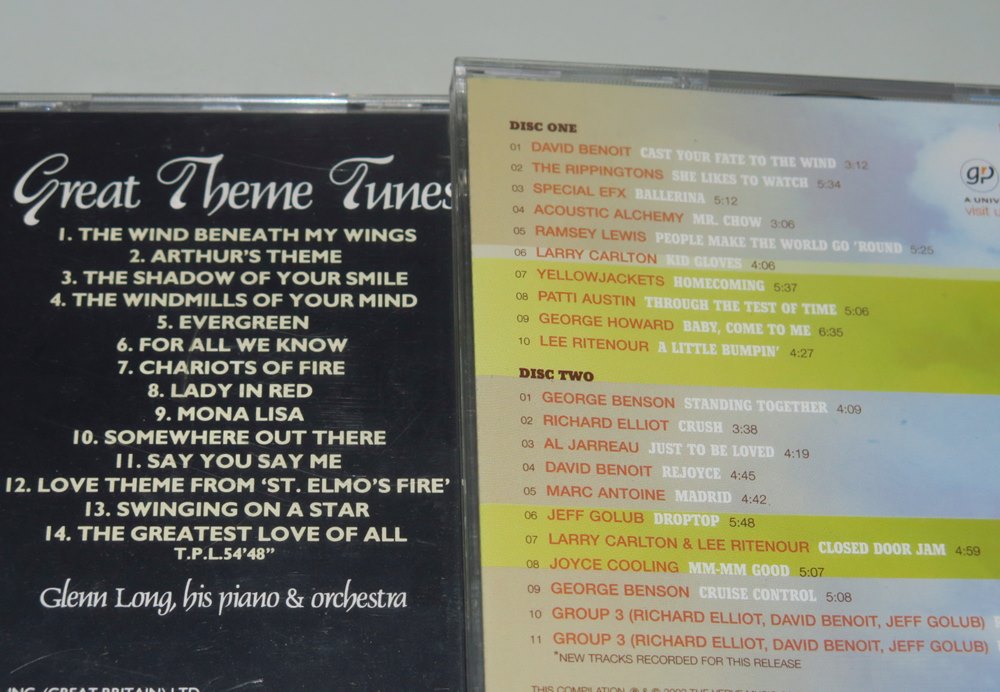 Great Theme Tunes
1. THE WIND BENEATH MY WINGS
2. ARTHUR'S THEME
3. THE SHADOW OF YOUR SMILE
4. THE WINDMILLS OF YOUR MIND
5. EVERGREEN
6. FOR ALL WE KNOW
7. CHARIOTS OF FIRE
8. LADY IN RED
9. MONA LISA
10. SOMEWHERE OUT THERE
11. SAY YOU SAY ME
12. LOVE THEME FROM 'ST. ELMO'S FIRE'
13. SWINGING ON A STAR
14. THE GREATEST LOVE OF ALL
T.P.L.54'48"
Glenn Long, his piano & orchestra
(GREAT BRITAIN) LTD
DISC ONE
01 DAVID BENOIT CAST YOUR FATE TO THE WIND 3:12
02 THE RIPPINGTONS SHE LIKES TO WATCH 5:34
03 SPECIAL EFX BALLERINA 5:12
04 ACOUSTIC ALCHEMY MR. CHOW 3:06
05 RAMSEY LEWIS PEOPLE MAKE THE WORLD GO 'ROUND 5:25
06 LARRY CARLTON KID GLOVES 4:06
07 YELLOWJACKETS HOMECOMING 5:37
08 PATTI AUSTIN THROUGH THE TEST OF TIME 5:06
09 GEORGE HOWARD BABY, COME TO ME 6:35
10 LEE RITENOUR A LITTLE BUMPIN' 4:27
DISC TWO
01 GEORGE BENSON STANDING TOGETHER 4:09
02 RICHARD ELLIOT CRUSH 3:38
03 AL JARREAU JUST TO BE LOVED 4:19
04 DAVID BENOIT REJOYCE 4:45
05 MARC ANTOINE MADRID 4:42
06 JEFF GOLUB DROPTOP 5:48
07 LARRY CARLTON & LEE RITENOUR CLOSED DOOR JAM 4:59
08 JOYCE COOLING MM-MM GOOD 5:07
09 GEORGE BENSON CRUISE CONTROL 5:08
10 GROUP 3 (RICHARD ELLIOT, DAVID BENOIT, JEFF GOLUB)
11 GROUP 3 (RICHARD ELLIOT, DAVID BENOIT, JEFF GOLUB)
*NEW TRACKS RECORDED FOR THIS RELEASE
THIS COMPILATION
grp
A UNIV
visit